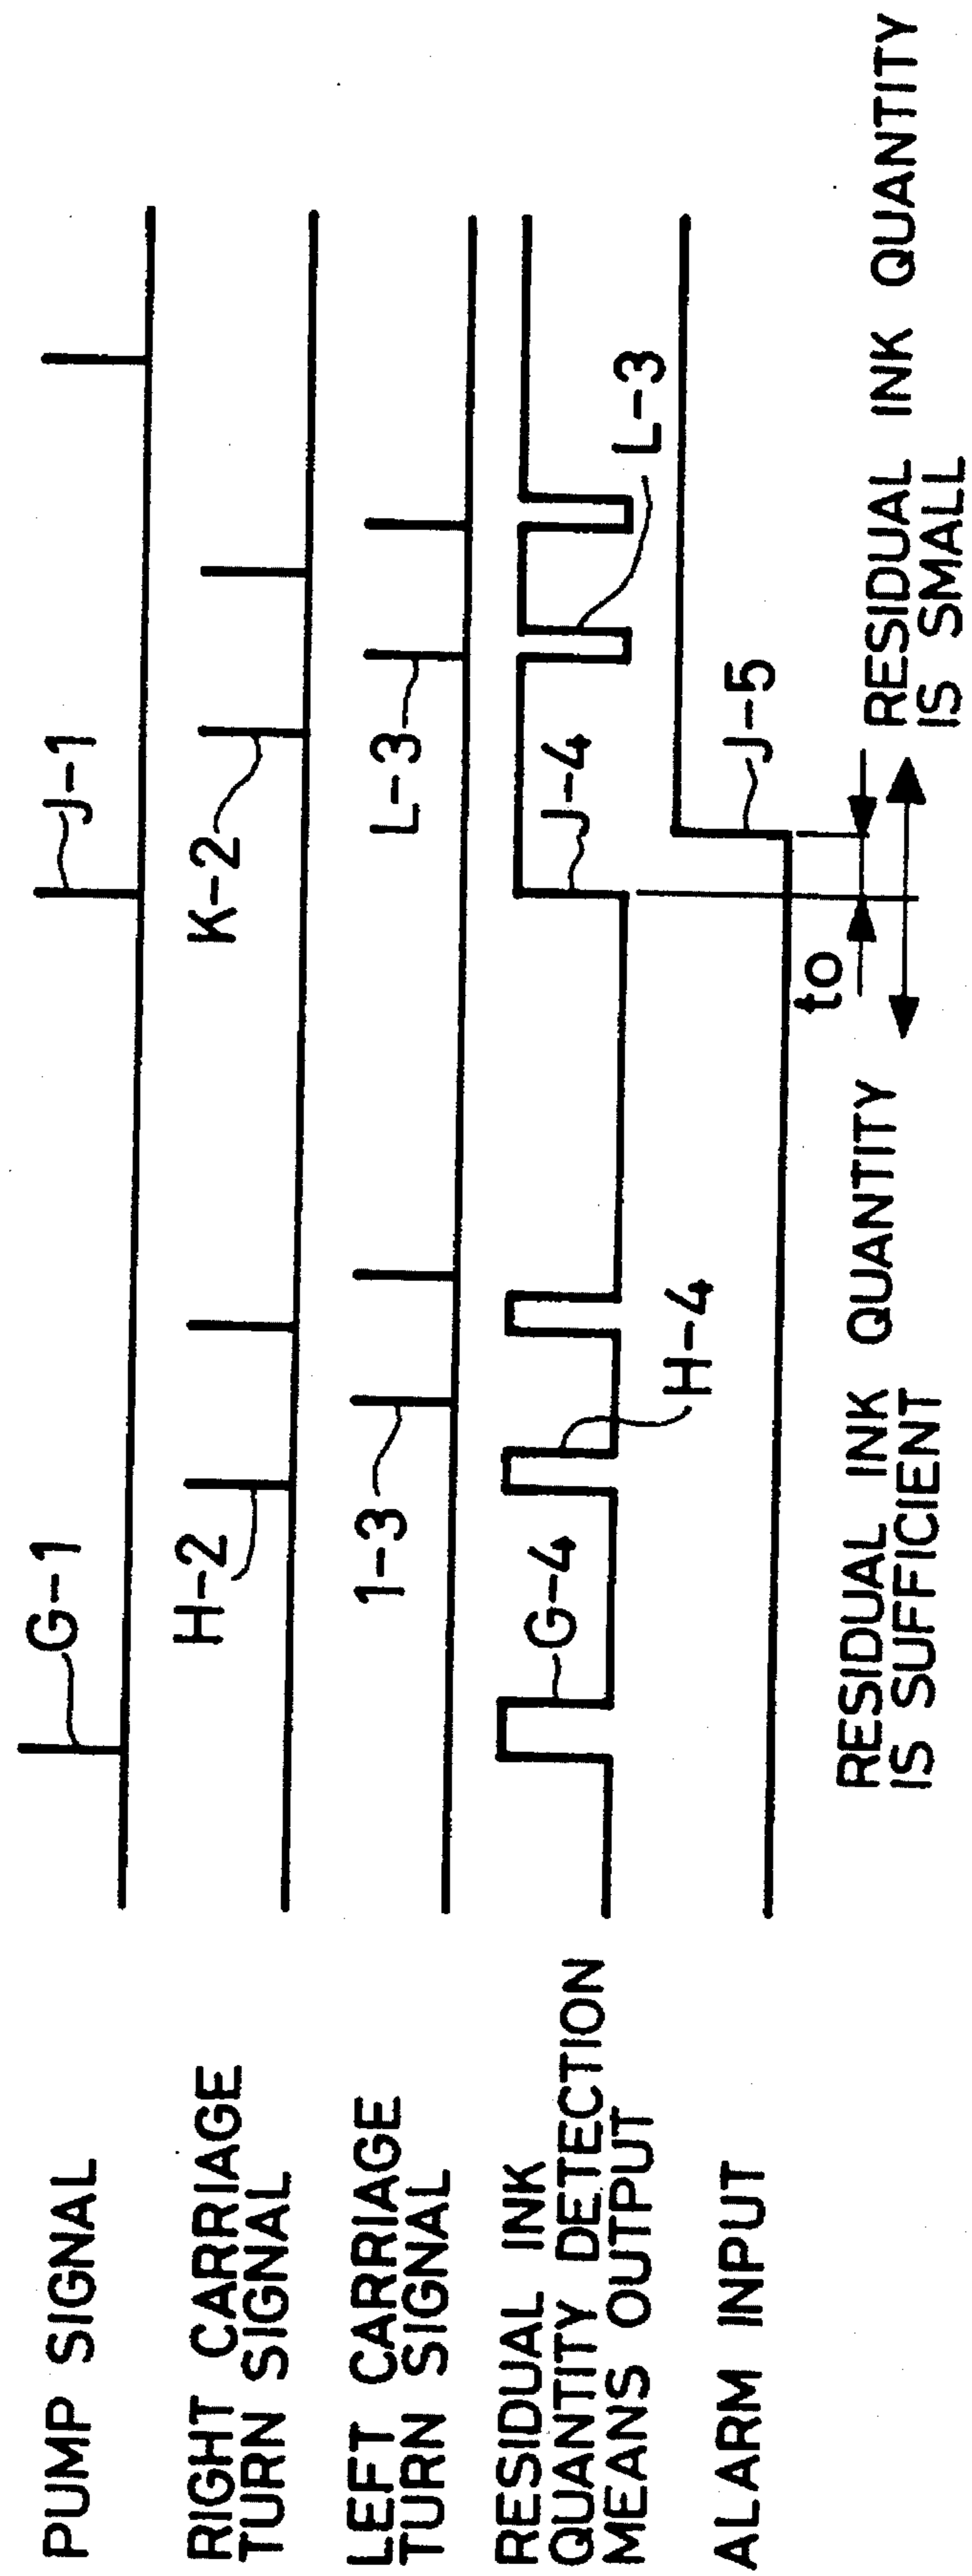 PUMP SIGNAL
G-1
J-1
RIGHT CARRIAGE
TURN SIGNAL
H-2
K-2
LEFT CARRIAGE
TURN SIGNAL
1-3
L-3
RESIDUAL INK
QUANTITY DETECTION
MEANS OUTPUT
G-4
H-4
J-4
L-3
ALARM INPUT
J-5
to
RESIDUAL INK QUANTITY
IS SUFFICIENT
RESIDUAL INK QUANTITY
IS SMALL